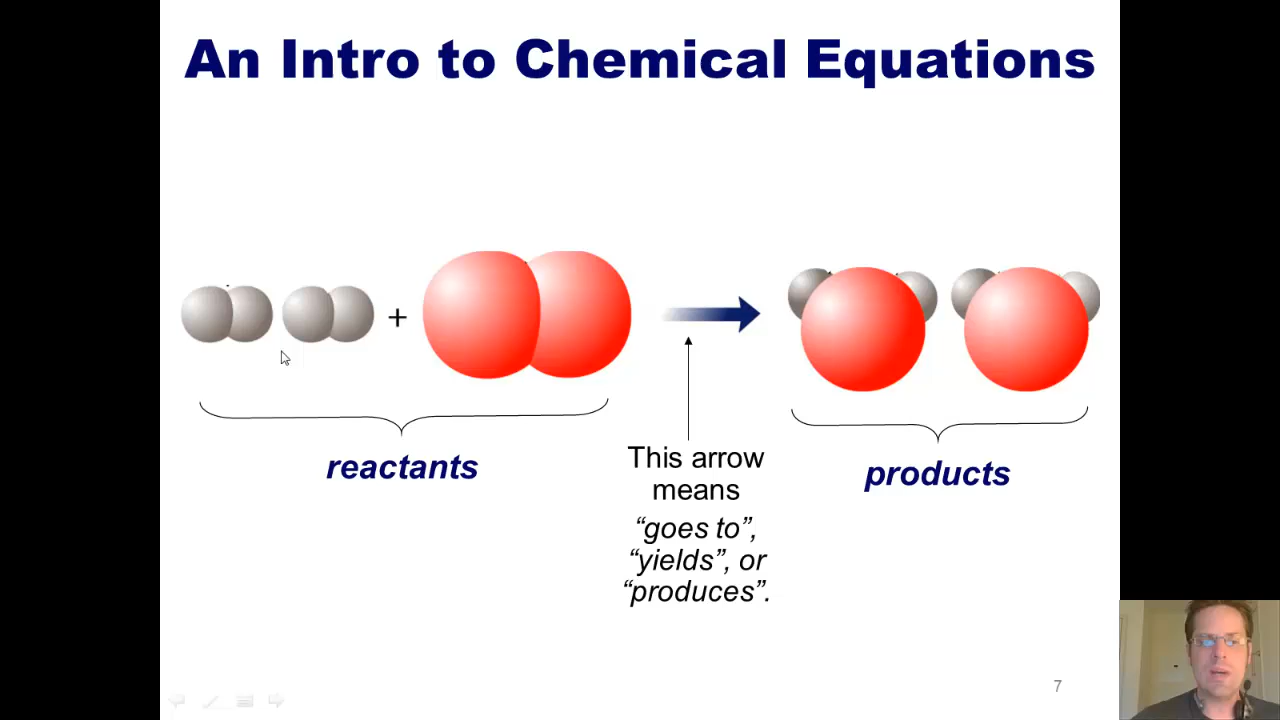 An Intro to Chemical Equations
+
reactants
This arrow
means
“goes to”,
“yields”, or
“produces”.
products
7